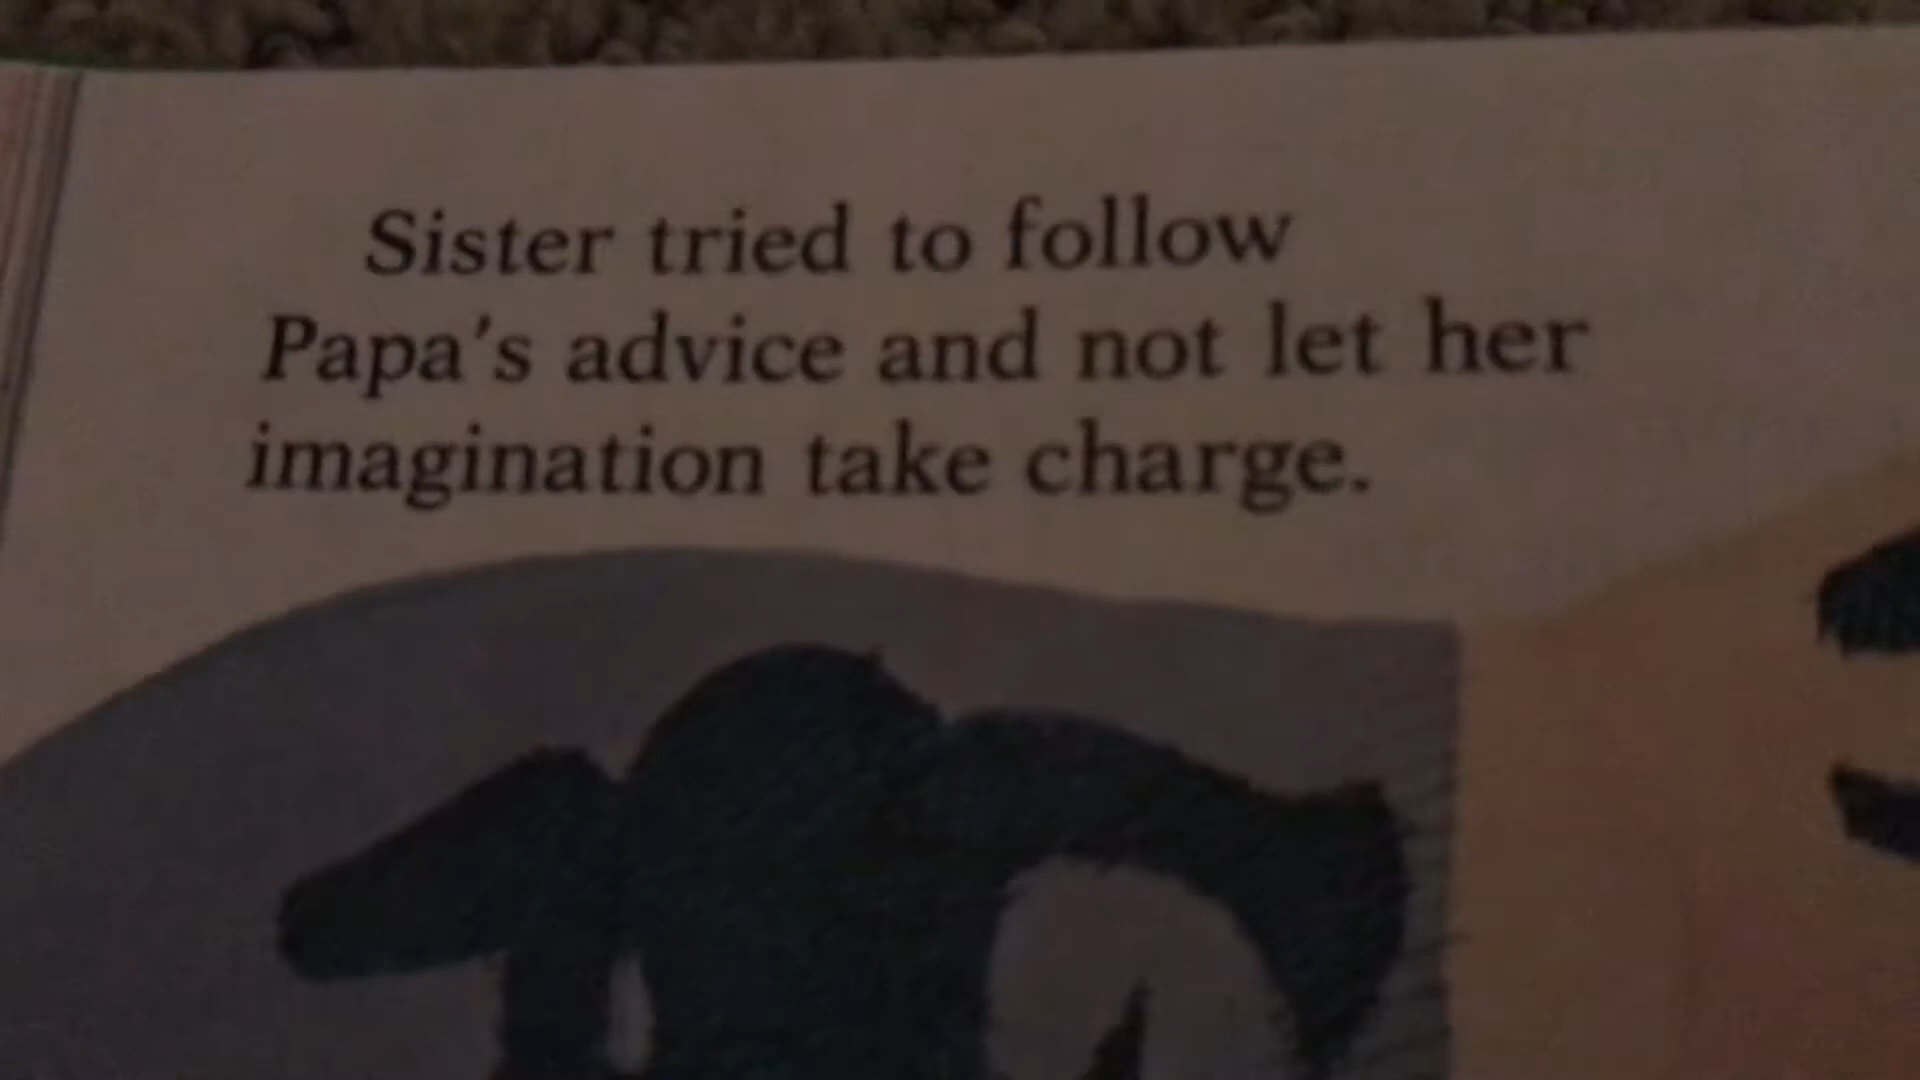 Sister tried to follow
Papa's advice and not let her
imagination take charge.